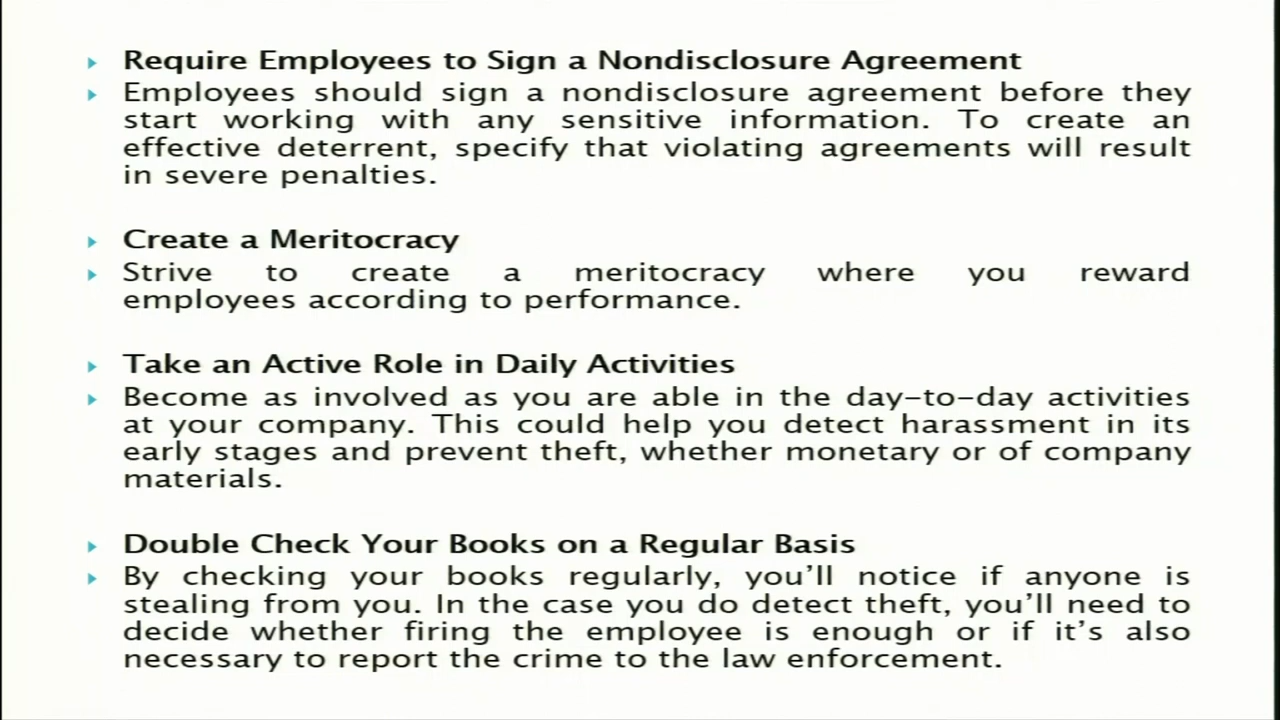 Require Employees to Sign a Nondisclosure Agreement
Employees should sign a nondisclosure agreement before they
start working with any sensitive information. To create an
effective deterrent, specify that violating agreements will result
in severe penalties.
Create a Meritocracy
Strive to create a meritocracy where you reward
employees according to performance.
Take an Active Role in Daily Activities
Become as involved as you are able in the day-to-day activities
at your company. This could help you detect harassment in its
early stages and prevent theft, whether monetary or of company
materials.
Double Check Your Books on a Regular Basis
By checking your books regularly, you’ll notice if anyone is
stealing from you. In the case you do detect theft, you’ll need to
decide whether firing the employee is enough or if it’s also
necessary to report the crime to the law enforcement.